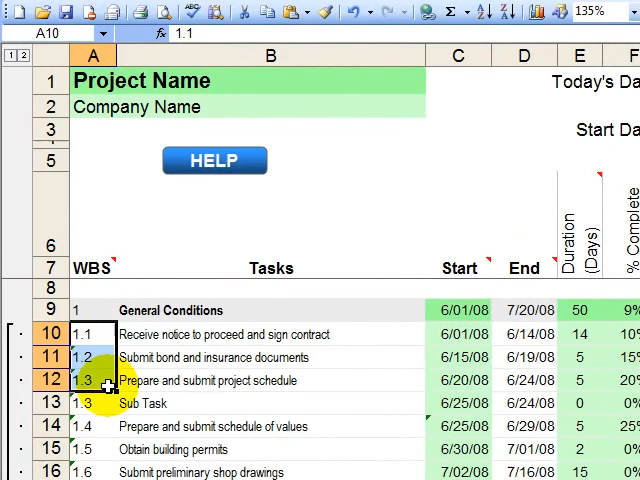 135%
A10 fx 1.1
1 2 A B C D E F
1 Project Name Today's Da
2 Company Name
3 Start Da
5 HELP
6
7 WBS Tasks Start End Duration (Days) % Complete
8
9 1 General Conditions 6/01/08 7/20/08 50 9%
10 1.1 Receive notice to proceed and sign contract 6/01/08 6/14/08 14 10%
11 1.2 Submit bond and insurance documents 6/15/08 6/19/08 5 15%
12 1.3 Prepare and submit project schedule 6/20/08 6/24/08 5 20%
13 1.3 Sub Task 6/25/08 6/24/08 0 0%
14 1.4 Prepare and submit schedule of values 6/25/08 6/29/08 5 25%
15 1.5 Obtain building permits 6/30/08 7/01/08 2 0%
16 1.6 Submit preliminary shop drawings 7/02/08 7/16/08 15 0%